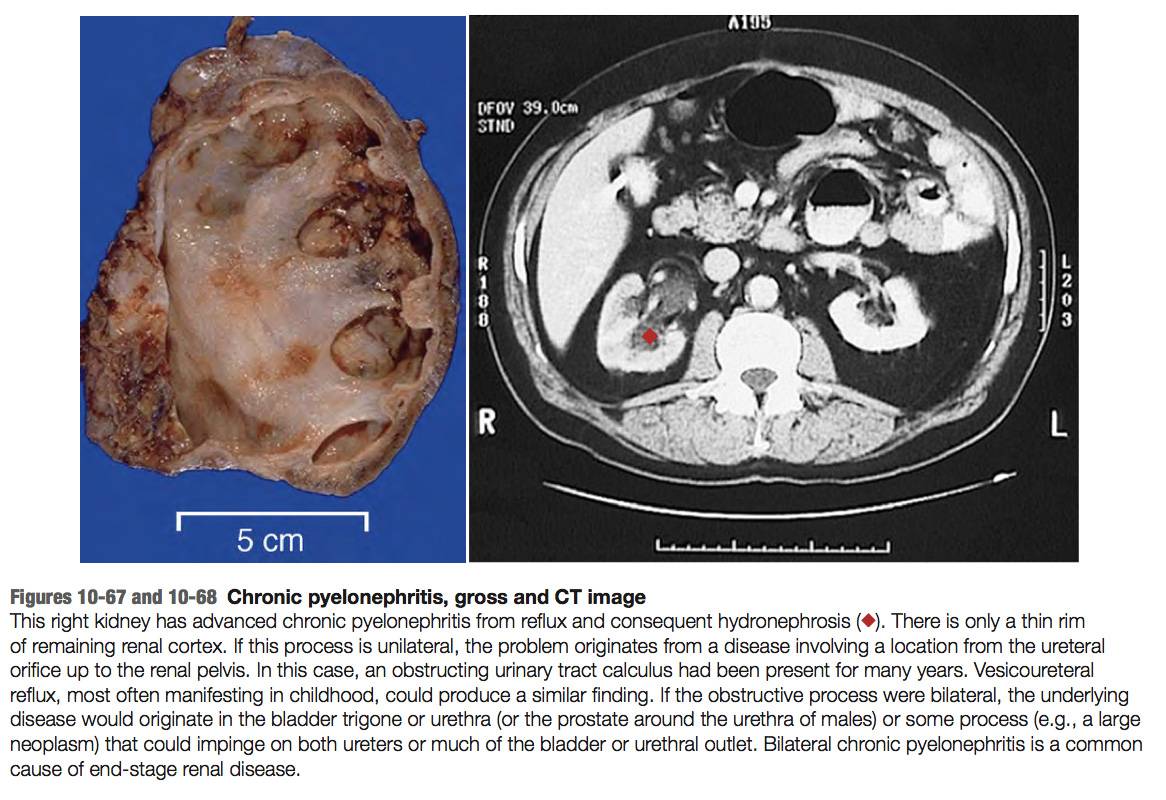 A195
DFOV 39.0cm
STND
R
188
L
203
R
L
5 cm
Figures 10-67 and 10-68 Chronic pyelonephritis, gross and CT image
This right kidney has advanced chronic pyelonephritis from reflux and consequent hydronephrosis (♦). There is only a thin rim
of remaining renal cortex. If this process is unilateral, the problem originates from a disease involving a location from the ureteral
orifice up to the renal pelvis. In this case, an obstructing urinary tract calculus had been present for many years. Vesicoureteral
reflux, most often manifesting in childhood, could produce a similar finding. If the obstructive process were bilateral, the underlying
disease would originate in the bladder trigone or urethra (or the prostate around the urethra of males) or some process (e.g., a large
neoplasm) that could impinge on both ureters or much of the bladder or urethral outlet. Bilateral chronic pyelonephritis is a common
cause of end-stage renal disease.